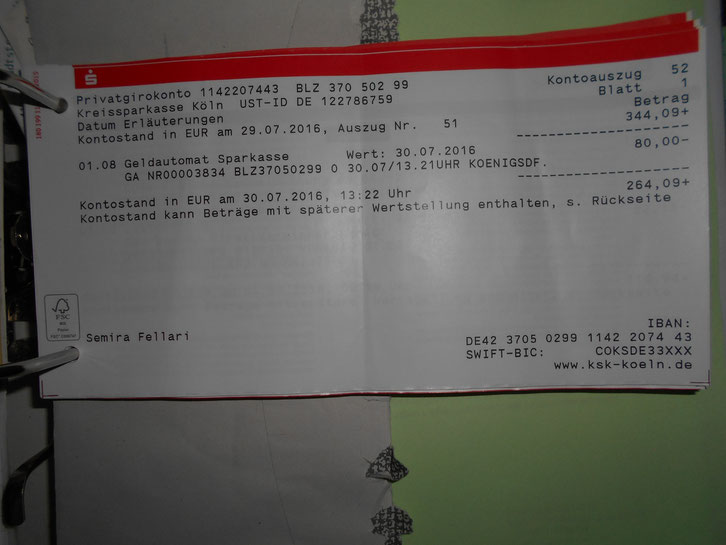 Privatgirokonto 1142207443 BLZ 370 502 99 Kontoauszug 52
Kreissparkasse Köln UST-ID DE 122786759 Blatt 1
Datum Erläuterungen Betrag
Kontostand in EUR am 29.07.2016, Auszug Nr. 51 344,09+
01.08 Geldautomat Sparkasse Wert: 30.07.2016 80,00-
GA NR00003834 BLZ37050299 0 30.07/13.21UHR KOENIGSDF.
Kontostand in EUR am 30.07.2016, 13:22 Uhr 264,09+
Kontostand kann Beträge mit späterer Wertstellung enthalten, s. Rückseite
FSC
Semira Fellari
IBAN:
DE42 3705 0299 1142 2074 43
SWIFT-BIC: COKSDE33XXX
www.ksk-koeln.de